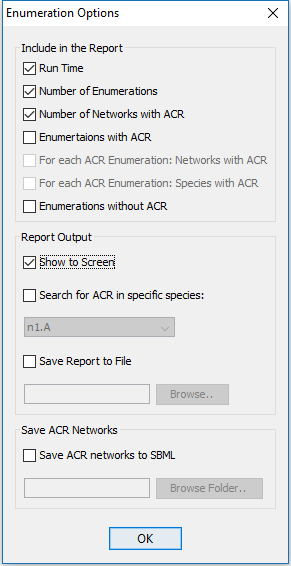 Enumeration Options
Include in the Report
Run Time
Number of Enumerations
Number of Networks with ACR
Enumertaions with ACR
For each ACR Enumeration: Networks with ACR
For each ACR Enumeration: Species with ACR
Enumerations without ACR
Report Output
Show to Screen
Search for ACR in specific species:
n1.A
Save Report to File
Browse..
Save ACR Networks
Save ACR networks to SBML
Browse Folder..
OK